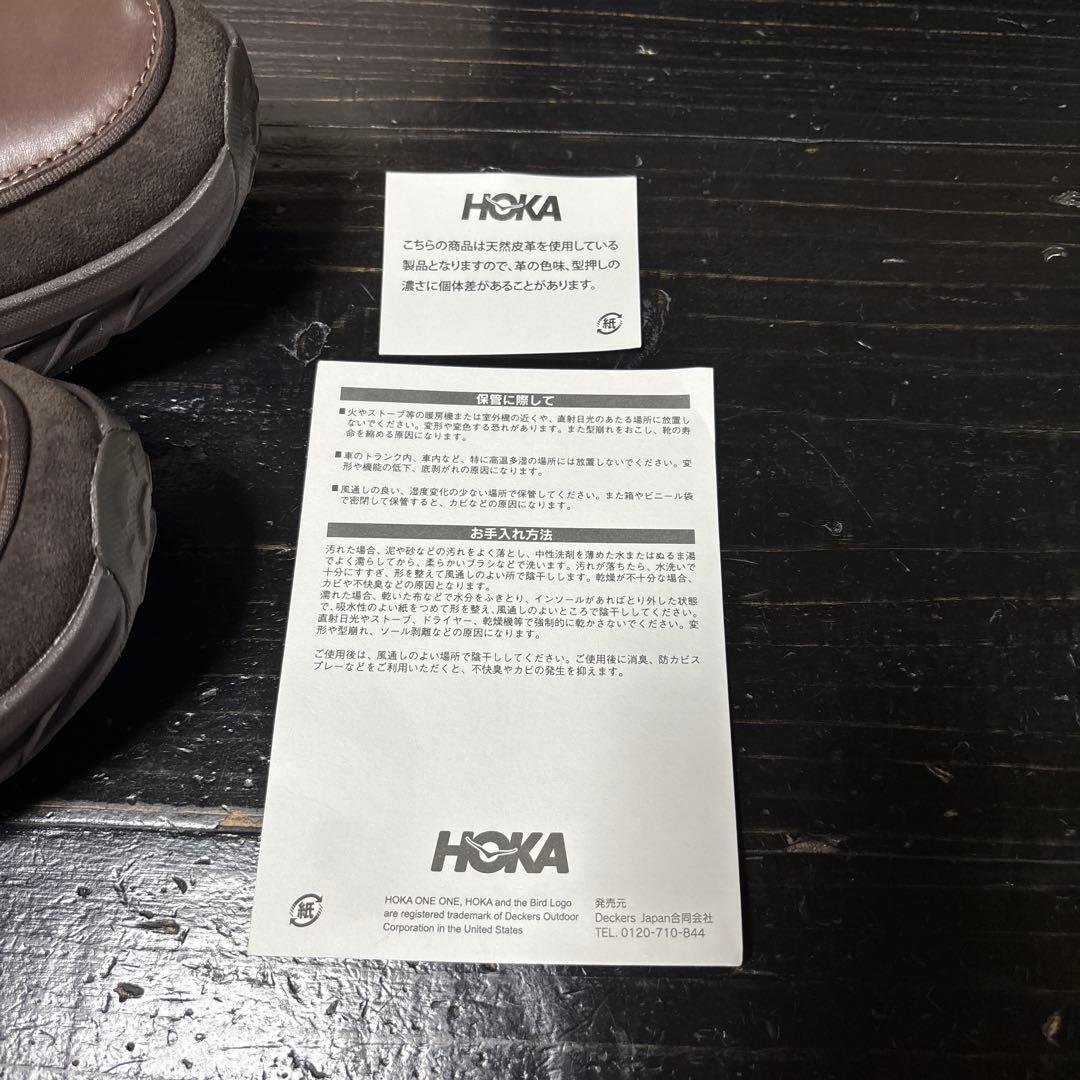 HOKA
こちらの商品は天然皮革を使用している
製品となりますので、革の色味、型押しの
濃さに個体差があることがあります。
紙
保管に際して
■火やストーブ等の暖房機または室外機の近くや、直射日光のあたる場所に放置し
ないでください。変形や変色する恐れがあります。また型崩れをおこし、靴の寿
命を縮める原因になります。
■車のトランク内、車内など、特に高温多湿の場所には放置しないでください。変
形や機能の低下、底剥がれの原因になります。
■風通しの良い、湿度変化の少ない場所で保管してください。また箱やビニール袋
で密閉して保管すると、カビなどの原因になります。
お手入れ方法
汚れた場合、泥や砂などの汚れをよく落とし、中性洗剤を薄めた水またはぬるま湯
でよく濡らしてから、柔らかいブラシなどで洗います。汚れが落ちたら、水洗いで
十分にすすぎ、形を整えて風通しのよい所で陰干しします。乾燥が不十分な場合、
カビや不快臭などの原因となります。
濡れた場合、乾いた布などで水分をふきとり、インソールがあればとり外した状態
で、吸水性のよい紙をつめて形を整え、風通しのよいところで陰干ししてください。
直射日光やストーブ、ドライヤー、乾燥機等で強制的に乾かさないでください。変
形や型崩れ、ソール剥離などの原因になります。
ご使用後は、風通しのよい場所で陰干ししてください。ご使用後に消臭、防カビス
プレーなどをご利用いただくと、不快臭やカビの発生を抑えます。
HOKA
紙
HOKA ONE ONE, HOKA and the Bird Logo
are registered trademark of Deckers Outdoor
Corporation in the United States
発売元
Deckers Japan合同会社
TEL. 0120-710-844